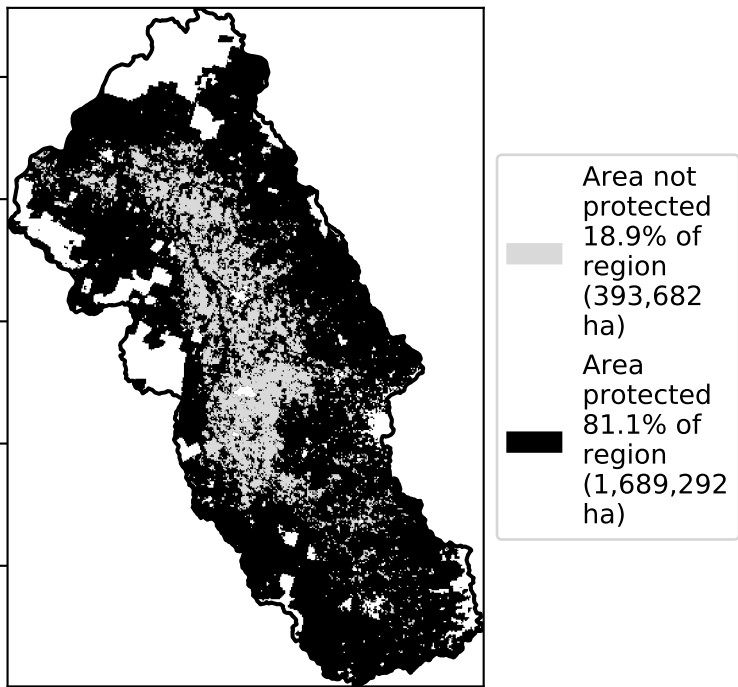 Area not
protected
18.9% of
region
(393,682
ha)
Area
protected
81.1% of
region
(1,689,292
ha)